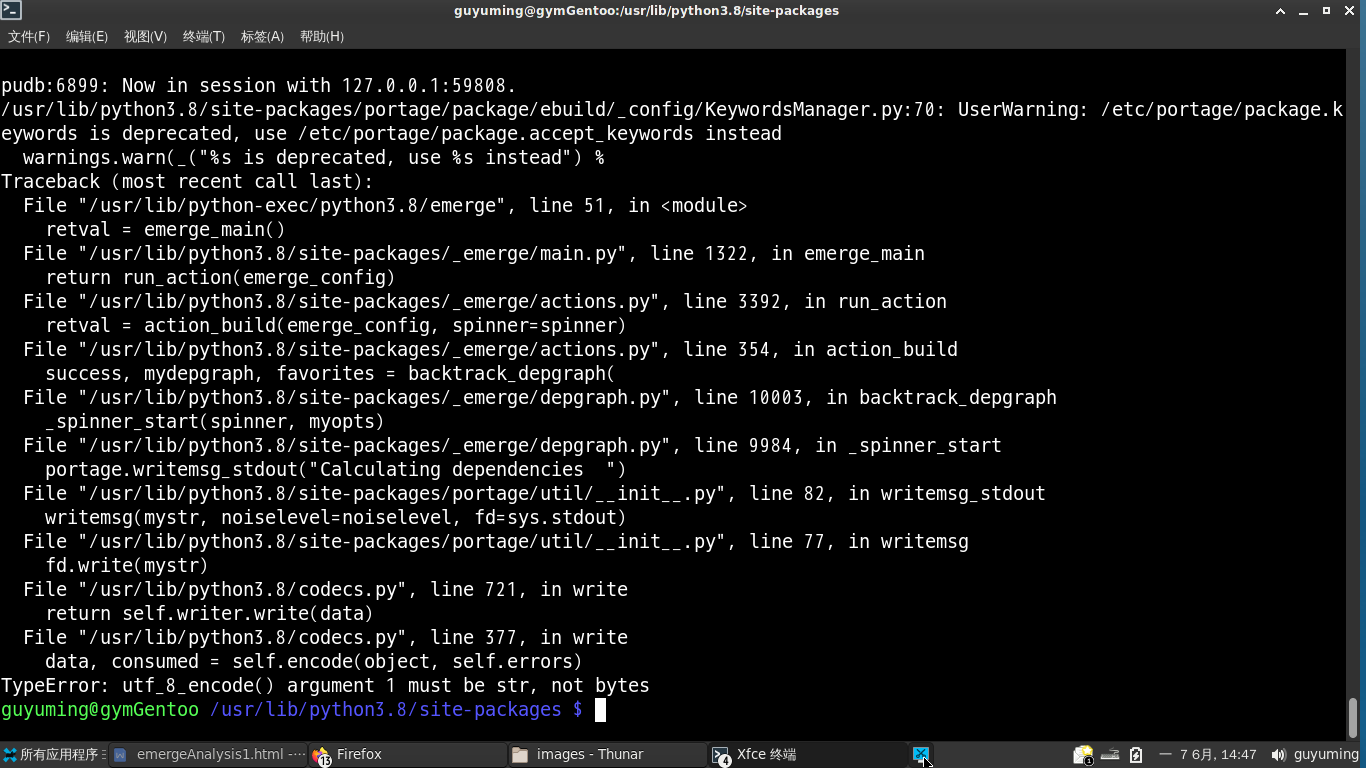 guyuming@gymGentoo:/usr/lib/python3.8/site-packages
文件(F) 编辑(E) 视图(V) 终端(T) 标签(A) 帮助(H)
pudb:6899: Now in session with 127.0.0.1:59808.
/usr/lib/python3.8/site-packages/portage/package/ebuild/_config/KeywordsManager.py:70: UserWarning: /etc/portage/package.k
eywords is deprecated, use /etc/portage/package.accept_keywords instead
  warnings.warn(_("%s is deprecated, use %s instead") %
Traceback (most recent call last):
  File "/usr/lib/python-exec/python3.8/emerge", line 51, in <module>
    retval = emerge_main()
  File "/usr/lib/python3.8/site-packages/_emerge/main.py", line 1322, in emerge_main
    return run_action(emerge_config)
  File "/usr/lib/python3.8/site-packages/_emerge/actions.py", line 3392, in run_action
    retval = action_build(emerge_config, spinner=spinner)
  File "/usr/lib/python3.8/site-packages/_emerge/actions.py", line 354, in action_build
    success, mydepgraph, favorites = backtrack_depgraph(
  File "/usr/lib/python3.8/site-packages/_emerge/depgraph.py", line 10003, in backtrack_depgraph
    _spinner_start(spinner, myopts)
  File "/usr/lib/python3.8/site-packages/_emerge/depgraph.py", line 9984, in _spinner_start
    portage.writemsg_stdout("Calculating dependencies  ")
  File "/usr/lib/python3.8/site-packages/portage/util/__init__.py", line 82, in writemsg_stdout
    writemsg(mystr, noiselevel=noiselevel, fd=sys.stdout)
  File "/usr/lib/python3.8/site-packages/portage/util/__init__.py", line 77, in writemsg
    fd.write(mystr)
  File "/usr/lib/python3.8/codecs.py", line 721, in write
    return self.writer.write(data)
  File "/usr/lib/python3.8/codecs.py", line 377, in write
    data, consumed = self.encode(object, self.errors)
TypeError: utf_8_encode() argument 1 must be str, not bytes
guyuming@gymGentoo /usr/lib/python3.8/site-packages $
所有应用程序 emergeAnalysis1.html -··· 13 Firefox images - Thunar 4 Xfce 终端 1 一 7 6月, 14:47 guyuming